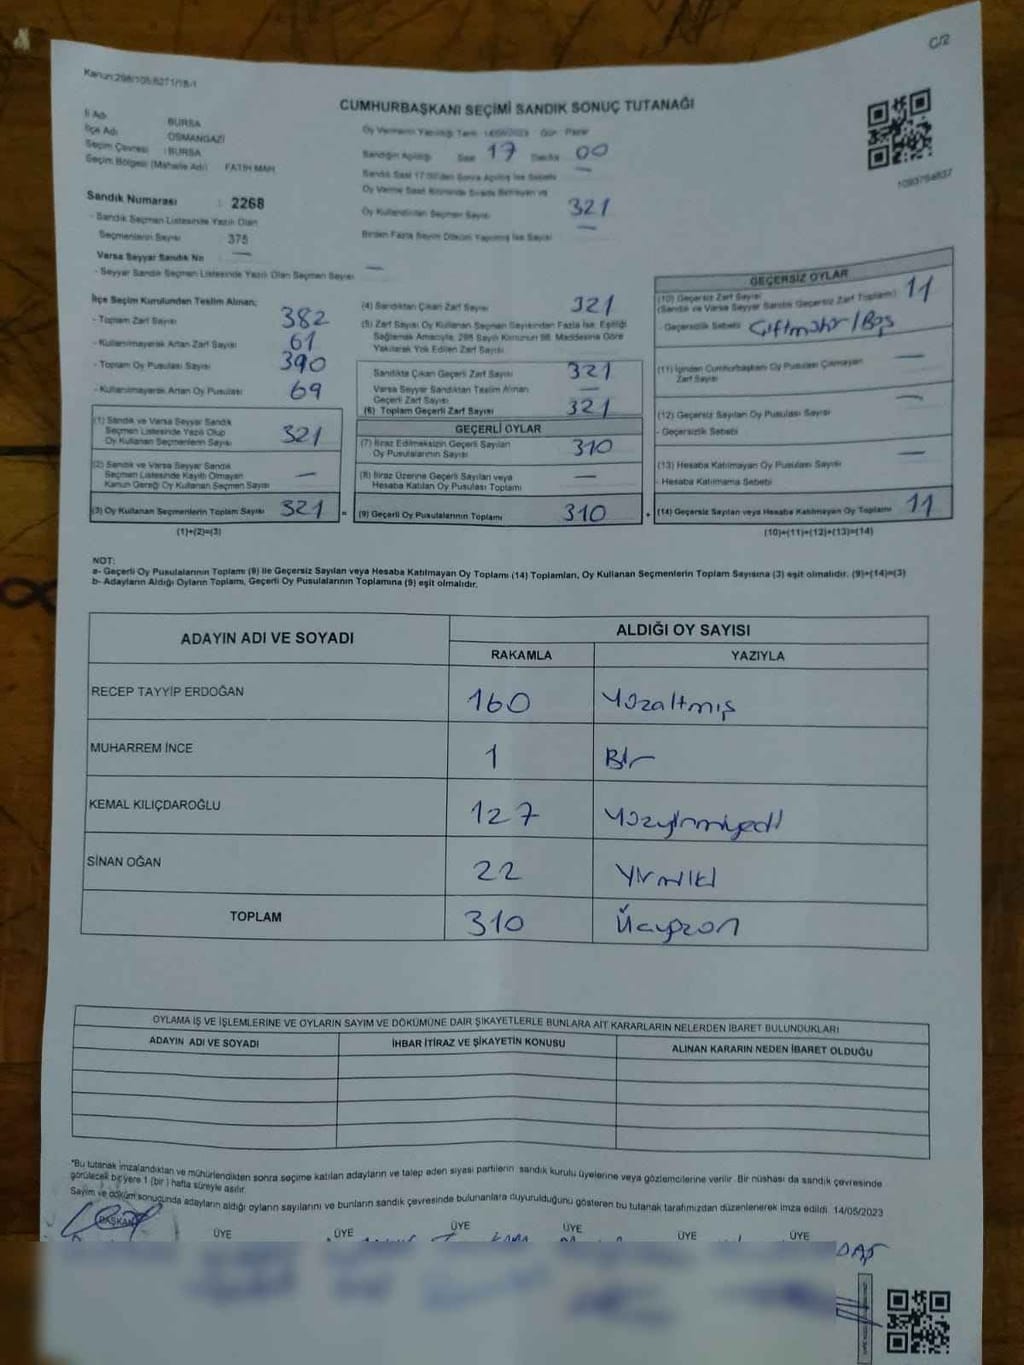 C/2
Kanun:298/105;6271/18-1
CUMHURBAŞKANI SEÇİMİ SANDIK SONUÇ TUTANAĞI
İl Adı : BURSA
İlçe Adı : OSMANGAZİ
Seçim Çevresi : BURSA
Seçim Bölgesi (Mahalle Adı) : FATİH MAH
Sandık Numarası : 2268
- Sandık Seçmen Listesinde Yazılı Olan
Seçmenlerin Sayısı 375
Varsa Seyyar Sandık No —
- Seyyar Sandık Seçmen Listesinde Yazılı Olan Seçmen Sayısı —
Oy Vermenin Yapıldığı Tarih 14/05/2023 Gün Pazar
Sandığın Açıldığı Saat 17 Dakika 00
Sandık Saat 17.00'den Sonra Açılmış İse Sebebi —
Oy Kullandırılan Seçmen Sayısı 321
Birden Fazla Sayım Döküm Yapılmış İse Sayısı —
1093754837
İlçe Seçim Kurulundan Teslim Alınan;
- Toplam Zarf Sayısı 382
- Kullanılmayarak Artan Zarf Sayısı 61
- Toplam Oy Pusulası Sayısı 390
- Kullanılmayarak Artan Oy Pusulası 69
(1) Sandık ve Varsa Seyyar Sandık
Seçmen Listesinde Yazılı Olup
Oy Kullanan Seçmenlerin Sayısı 321
(2) Sandık ve Varsa Seyyar Sandık
Seçmen Listesinde Kayıtlı Olmayan
Kanun Gereği Oy Kullanan Seçmen Sayısı —
(3) Oy Kullanan Seçmenlerin Toplam Sayısı 321 =
(1)+(2)=(3)
(4) Sandıktan Çıkan Zarf Sayısı 321
(5) Zarf Sayısı Oy Kullanan Seçmen Sayısından Fazla İse, Eşitliği
Sağlamak Amacıyla, 298 Sayılı Kanunun 98. Maddesine Göre
Yakılarak Yok Edilen Zarf Sayısı
Sandıkta Çıkan Geçerli Zarf Sayısı 321
Varsa Seyyar Sandıktan Teslim Alınan
Geçerli Zarf Sayısı —
(6) Toplam Geçerli Zarf Sayısı 321
GEÇERLİ OYLAR
(7) İtiraz Edilmeksizin Geçerli Sayılan
Oy Pusulalarının Sayısı 310
(8) İtiraz Üzerine Geçerli Sayılan veya
Hesaba Katılan Oy Pusulası Toplamı —
(9) Geçerli Oy Pusulalarının Toplamı 310 +
GEÇERSİZ OYLAR
(10) Geçersiz Zarf Sayısı
(Sandık ve Varsa Seyyar Sandık Geçersiz Zarf Toplamı) 11
- Geçersizlik Sebebi Çiftmühür/Boş
(11) İçinden Cumhurbaşkanı Oy Pusulası Çıkmayan
Zarf Sayısı —
(12) Geçersiz Sayılan Oy Pusulası Sayısı —
- Geçersizlik Sebebi
(13) Hesaba Katılmayan Oy Pusulası Sayısı —
- Hesaba Katılmama Sebebi
(14) Geçersiz Sayılan veya Hesaba Katılmayan Oy Toplamı 11
(10)+(11)+(12)+(13)=(14)
NOT:
a- Geçerli Oy Pusulalarının Toplamı (9) ile Geçersiz Sayılan veya Hesaba Katılmayan Oy Toplamı (14) Toplamları, Oy Kullanan Seçmenlerin Toplam Sayısına (3) eşit olmalıdır. (9)+(14)=(3)
b- Adayların Aldığı Oyların Toplamı, Geçerli Oy Pusulalarının Toplamına (9) eşit olmalıdır.
ADAYIN ADI VE SOYADI ALDIĞI OY SAYISI
RAKAMLA YAZIYLA
RECEP TAYYİP ERDOĞAN 160 Yüzaltmış
MUHARREM İNCE 1 Bir
KEMAL KILIÇDAROĞLU 127 Yüzyirmiyedi
SİNAN OĞAN 22 Yirmiiki
TOPLAM 310 Üçyüzon
OYLAMA İŞ VE İŞLEMLERİNE VE OYLARIN SAYIM VE DÖKÜMÜNE DAİR ŞİKAYETLERLE BUNLARA AİT KARARLARIN NELERDEN İBARET BULUNDUKLARI
ADAYIN ADI VE SOYADI İHBAR İTİRAZ VE ŞİKAYETİN KONUSU ALINAN KARARIN NEDEN İBARET OLDUĞU
*Bu tutanak imzalandıktan ve mühürlendikten sonra seçime katılan adayların ve talep eden siyasi partilerin sandık kurulu üyelerine veya gözlemcilerine verilir. Bir nüshası da sandık çevresinde
görülecek bir yere 1 (bir) hafta süreyle asılır.
Sayım ve döküm sonucunda adayların aldığı oyların sayılarını ve bunların sandık çevresinde bulunanlara duyurulduğunu gösteren bu tutanak tarafımızdan düzenlenerek imza edildi. 14/05/2023
BAŞKAN ÜYE ÜYE ÜYE ÜYE ÜYE ÜYE